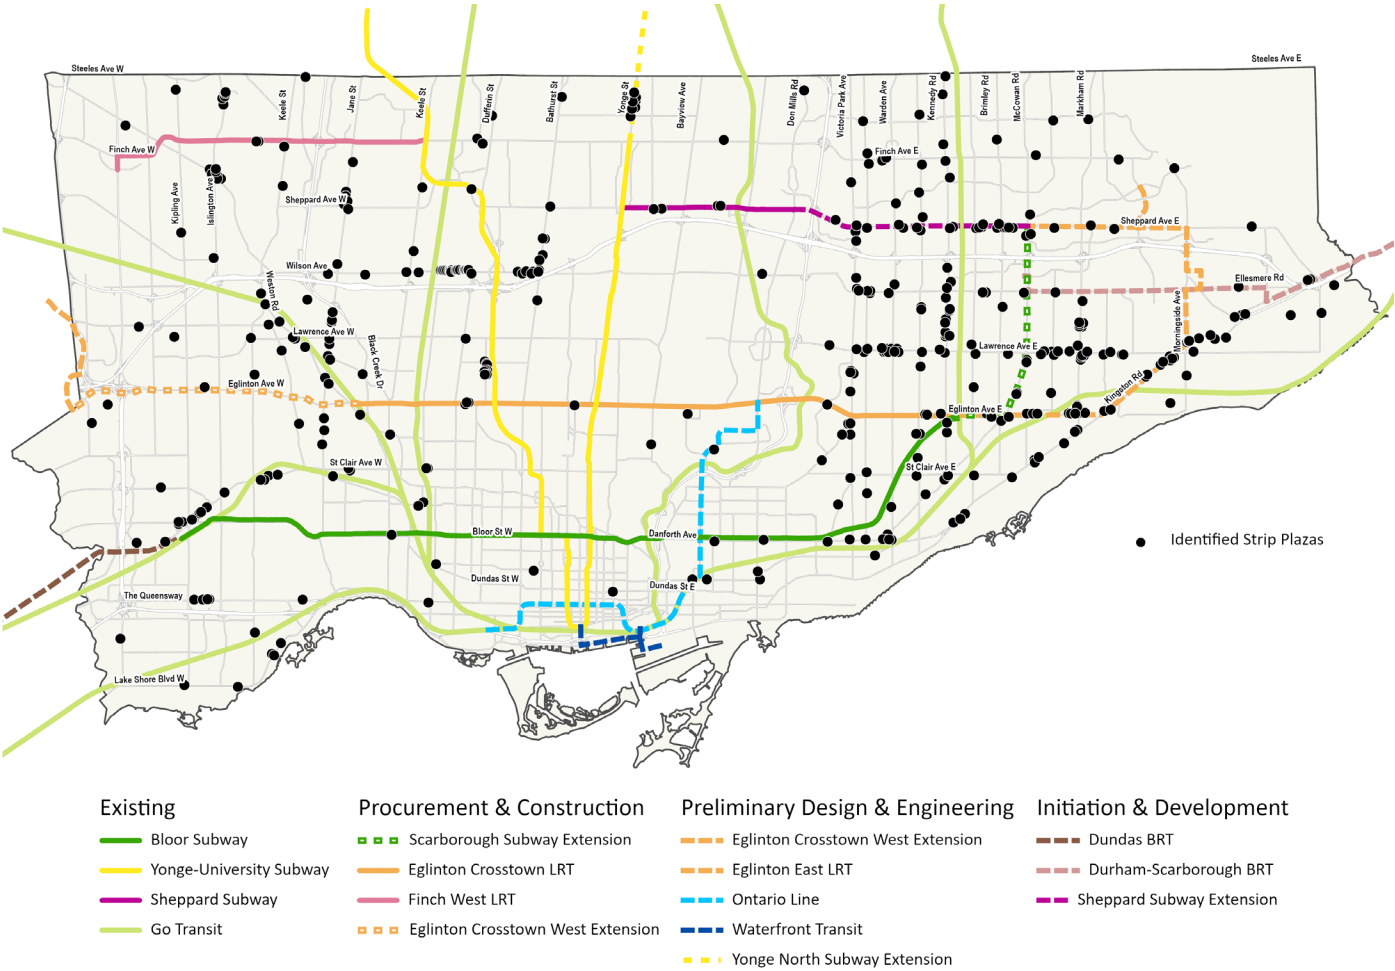 Steeles Ave W
Steeles Ave E
Keele St
Jane St
Keele St
Dufferin St
Bathurst St
Yonge St
Bayview Ave
Don Mills Rd
Victoria Park Ave
Warden Ave
Kennedy Rd
Brimley Rd
McCowan Rd
Markham Rd
Finch Ave W
Finch Ave E
Kipling Ave
Islington Ave
Sheppard Ave W
Sheppard Ave E
Wilson Ave
Weston Rd
Ellesmere Rd
Morningside Ave
Lawrence Ave W
Lawrence Ave E
Black Creek Dr
Eglinton Ave W
Eglinton Ave E
Kingston Rd
St Clair Ave W
St Clair Ave E
Bloor St W
Danforth Ave
Identified Strip Plazas
Dundas St W
Dundas St E
The Queensway
Lake Shore Blvd W
Existing
Bloor Subway
Yonge-University Subway
Sheppard Subway
Go Transit
Procurement & Construction
Scarborough Subway Extension
Eglinton Crosstown LRT
Finch West LRT
Eglinton Crosstown West Extension
Preliminary Design & Engineering
Eglinton Crosstown West Extension
Eglinton East LRT
Ontario Line
Waterfront Transit
Yonge North Subway Extension
Initiation & Development
Dundas BRT
Durham-Scarborough BRT
Sheppard Subway Extension